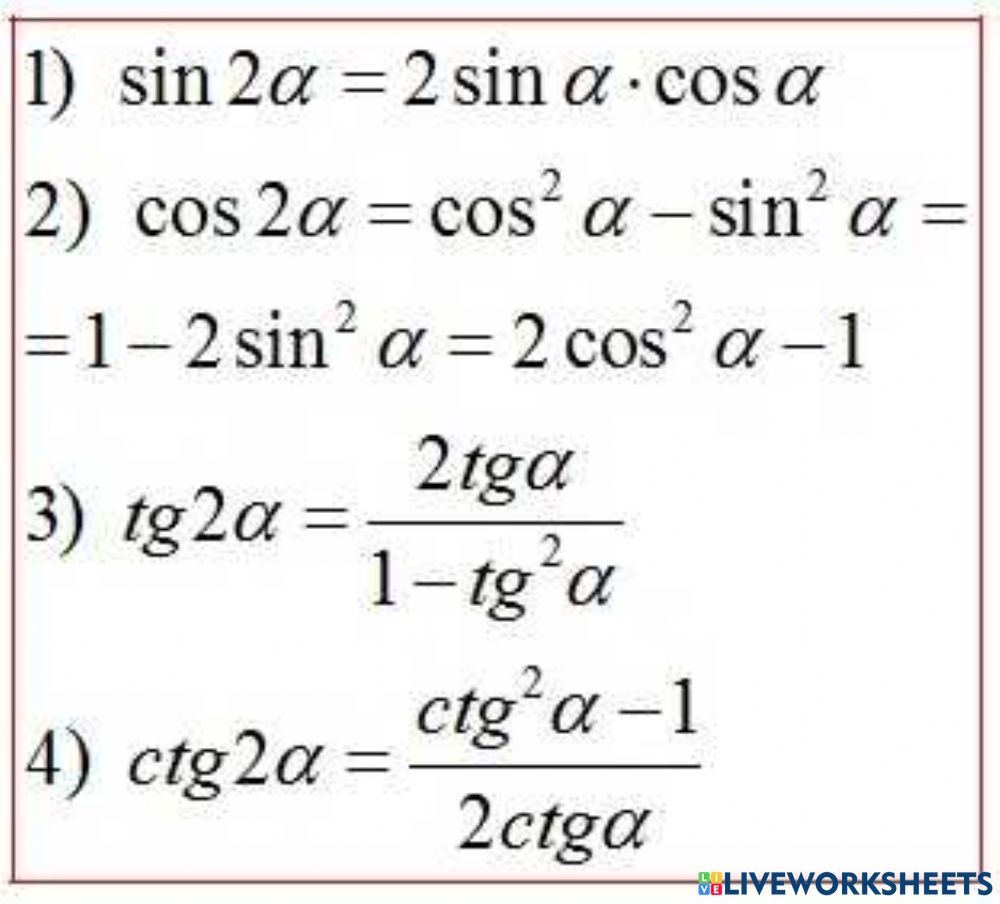 1) sin 2α = 2 sin α · cos α
2) cos 2α = cos² α − sin² α =
= 1 − 2 sin² α = 2 cos² α − 1
3) tg2α = 2tgα / 1 − tg²α
4) ctg2α = ctg²α − 1 / 2ctgα
LIVE LIVEWORKSHEETS